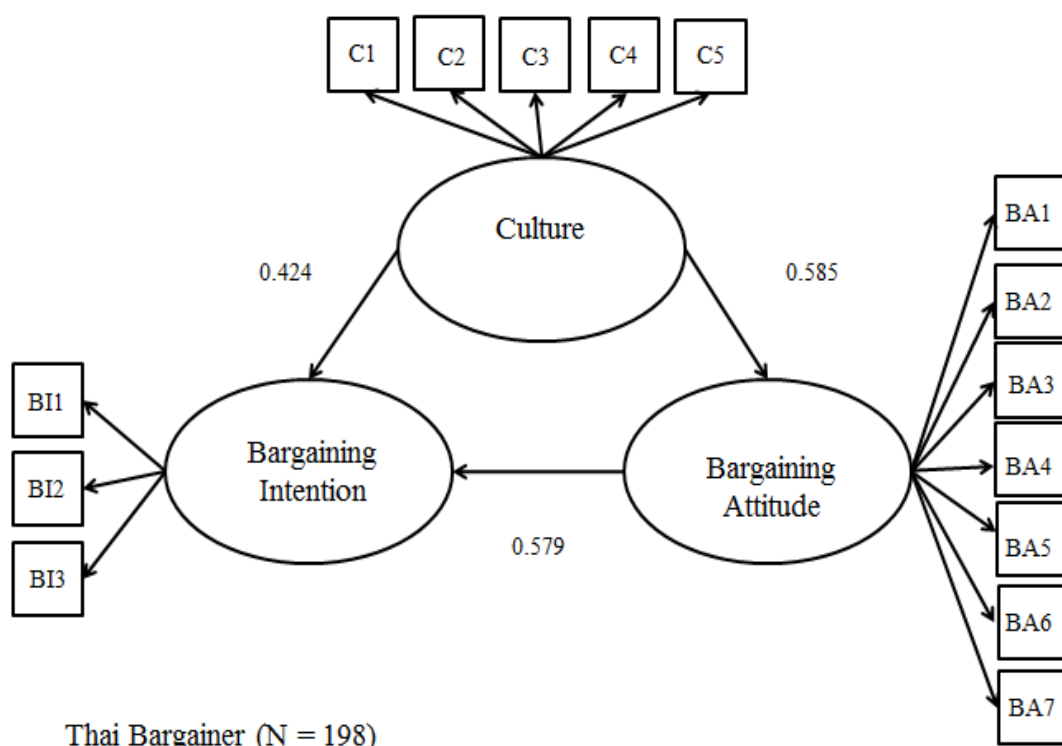 C1
C2
C3
C4
C5
Culture
0.424
0.585
BA1
BA2
BA3
BA4
BA5
BA6
BA7
BI1
BI2
BI3
Bargaining
Intention
Bargaining
Attitude
0.579
Thai Bargainer (N = 198)